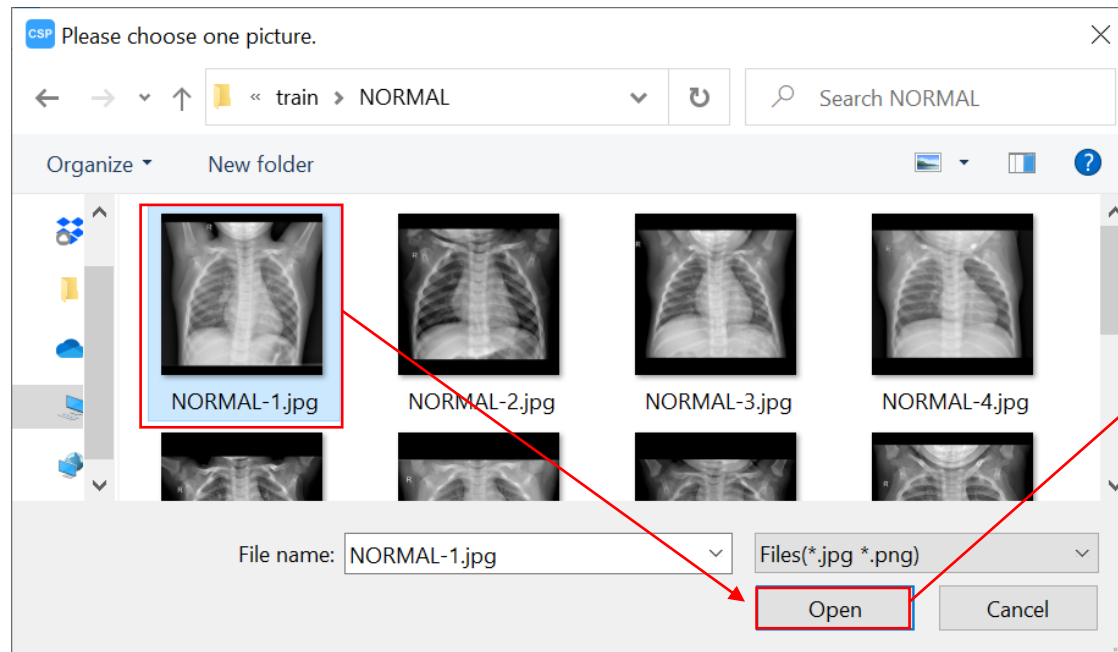 CSP Please choose one picture.
« train > NORMAL
Search NORMAL
Organize
New folder
?
R
R
R
R
NORMAL-1.jpg
NORMAL-2.jpg
NORMAL-3.jpg
NORMAL-4.jpg
R
R
R
R
File name: NORMAL-1.jpg
Files(*.jpg *.png)
Open
Cancel